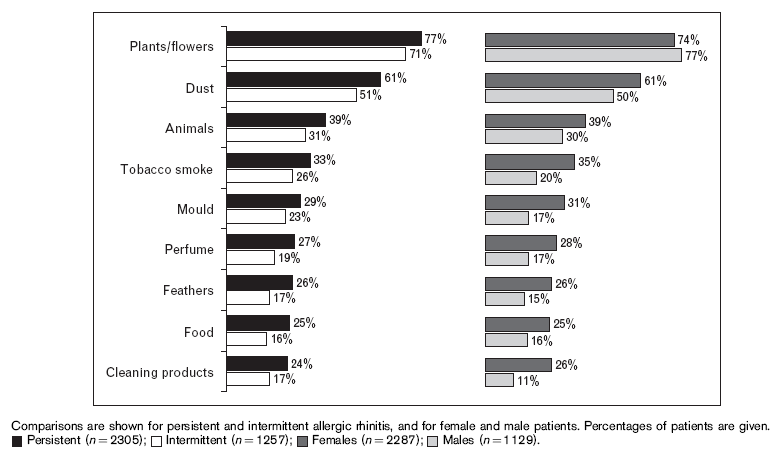 Plants/flowers 77% 74%
71% 77%
Dust 61% 61%
51% 50%
Animals 39% 39%
31% 30%
Tobacco smoke 33% 35%
26% 20%
Mould 29% 31%
23% 17%
Perfume 27% 28%
19% 17%
Feathers 26% 26%
17% 15%
Food 25% 25%
16% 16%
Cleaning products 24% 26%
17% 11%
Comparisons are shown for persistent and intermittent allergic rhinitis, and for female and male patients. Percentages of patients are given.
Persistent (n=2305); Intermittent (n=1257); Females (n=2287); Males (n=1129).